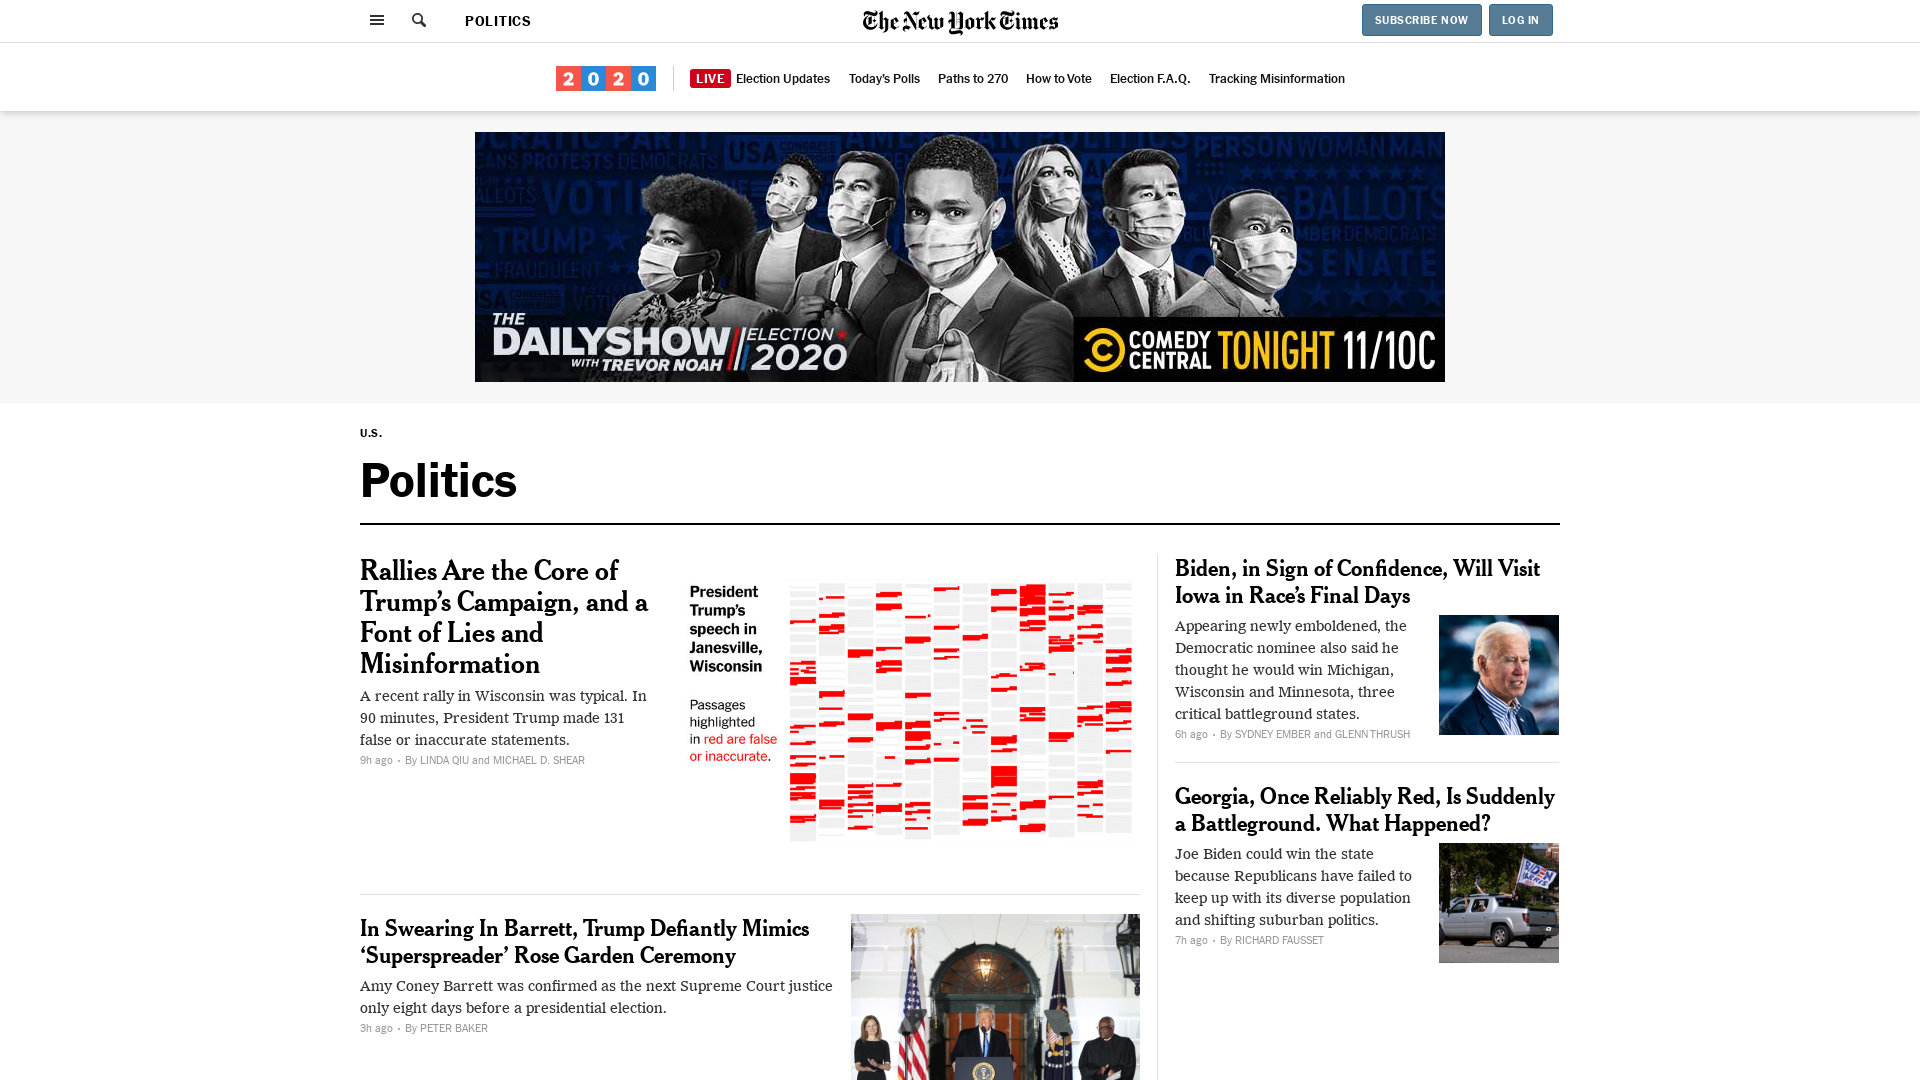 POLITICS
The New York Times
SUBSCRIBE NOW
LOG IN
2020
LIVE Election Updates
Today's Polls
Paths to 270
How to Vote
Election F.A.Q.
Tracking Misinformation
THE
DAILYSHOW
WITH TREVOR NOAH
ELECTION
2020
COMEDY
CENTRAL
TONIGHT 11/10C
U.S.
Politics
Rallies Are the Core of
Trump's Campaign, and a
Font of Lies and
Misinformation
A recent rally in Wisconsin was typical. In
90 minutes, President Trump made 131
false or inaccurate statements.
9h ago · By LINDA QIU and MICHAEL D. SHEAR
President
Trump's
speech in
Janesville,
Wisconsin
Passages
highlighted
in red are false
or inaccurate.
In Swearing In Barrett, Trump Defiantly Mimics
‘Superspreader’ Rose Garden Ceremony
Amy Coney Barrett was confirmed as the next Supreme Court justice
only eight days before a presidential election.
3h ago · By PETER BAKER
Biden, in Sign of Confidence, Will Visit
Iowa in Race's Final Days
Appearing newly emboldened, the
Democratic nominee also said he
thought he would win Michigan,
Wisconsin and Minnesota, three
critical battleground states.
6h ago · By SYDNEY EMBER and GLENN THRUSH
Georgia, Once Reliably Red, Is Suddenly
a Battleground. What Happened?
Joe Biden could win the state
because Republicans have failed to
keep up with its diverse population
and shifting suburban politics.
7h ago · By RICHARD FAUSSET